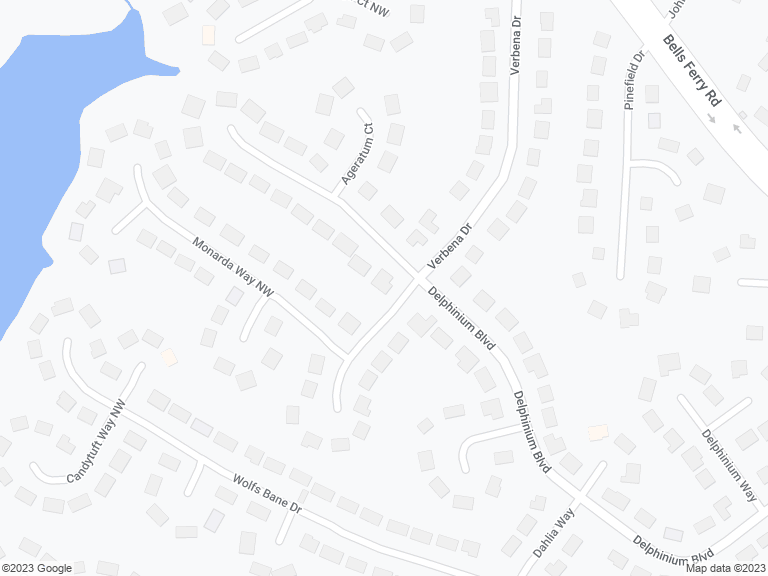 Ct NW
Verbena Dr
John
Bells Ferry Rd
Pinefield Dr
Ageratum Ct
Verbena Dr
Monarda Way NW
Delphinium Blvd
Delphinium Blvd
Candytuft Way NW
Delphinium Way
Wolfs Bane Dr
Dahlia Way
Delphinium Blvd
©2023 Google
Map data ©2023